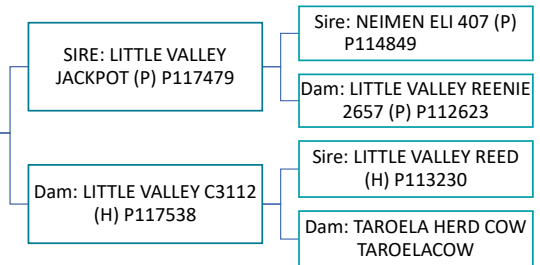 SIRE: LITTLE VALLEY
JACKPOT (P) P117479
Sire: NEIMEN ELI 407 (P)
P114849
Dam: LITTLE VALLEY REENIE
2657 (P) P112623
Dam: LITTLE VALLEY C3112
(H) P117538
Sire: LITTLE VALLEY REED
(H) P113230
Dam: TAROELA HERD COW
TAROELACOW